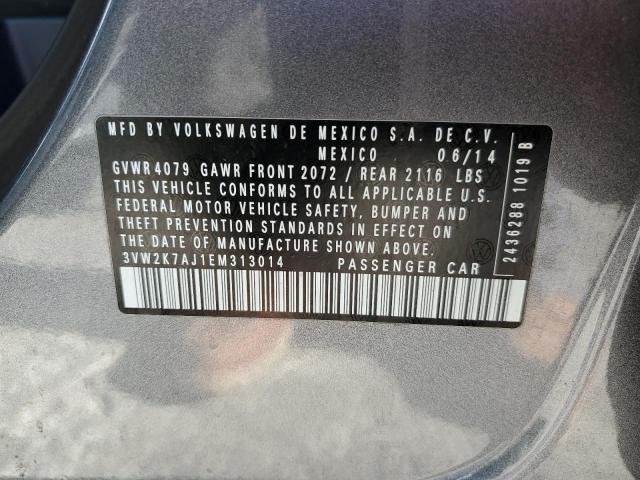 MFD BY VOLKSWAGEN DE MEXICO S.A. DE C.V.
MEXICO 06/14
GVWR 4079 GAWR FRONT 2072 / REAR 2116 LBS
THIS VEHICLE CONFORMS TO ALL APPLICABLE U.S.
FEDERAL MOTOR VEHICLE SAFETY, BUMPER AND
THEFT PREVENTION STANDARDS IN EFFECT ON
THE DATE OF MANUFACTURE SHOWN ABOVE.
3VW2K7AJ1EM313014 PASSENGER CAR
2436288 1019 B